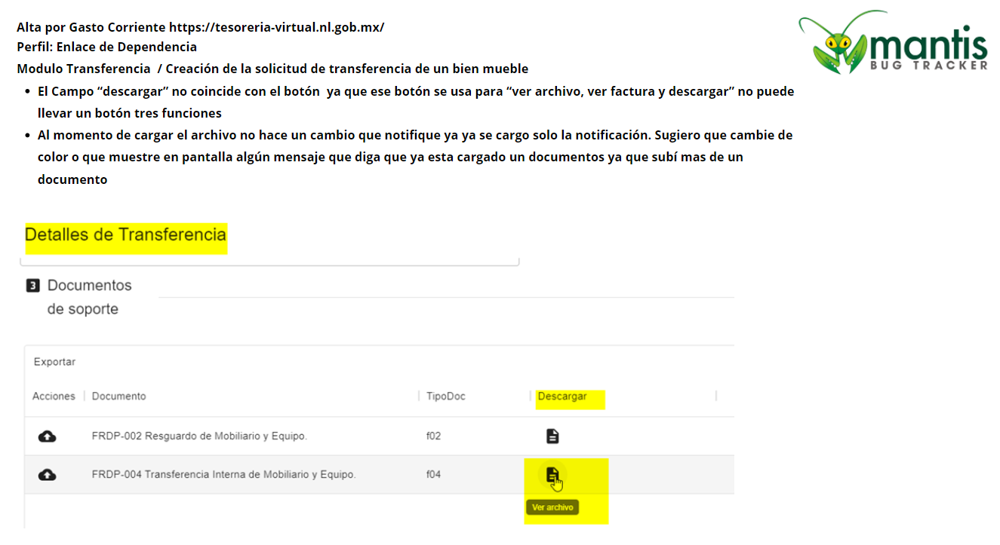 Alta por Gasto Corriente https://tesoreria-virtual.nl.gob.mx/
Perfil: Enlace de Dependencia
Modulo Transferencia / Creación de la solicitud de transferencia de un bien mueble
• El Campo “descargar” no coincide con el botón ya que ese botón se usa para “ver archivo, ver factura y descargar” no puede
llevar un botón tres funciones
• Al momento de cargar el archivo no hace un cambio que notifique ya ya se cargo solo la notificación. Sugiero que cambie de
color o que muestre en pantalla algún mensaje que diga que ya esta cargado un documentos ya que subí mas de un
documento
mantis
BUG TRACKER
Detalles de Transferencia
3 Documentos
de soporte
Exportar
Acciones Documento TipoDoc Descargar
FRDP-002 Resguardo de Mobiliario y Equipo. f02
FRDP-004 Transferencia Interna de Mobiliario y Equipo. f04
Ver archivo